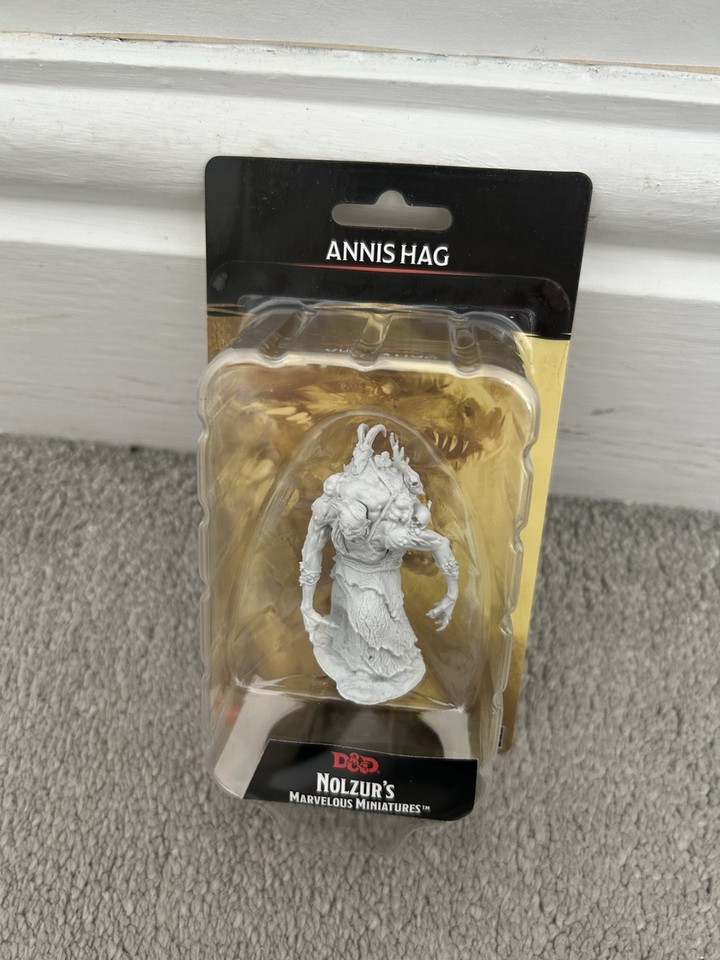 ANNIS HAG
D&D
NOLZUR'S
MARVELOUS MINIATURES™